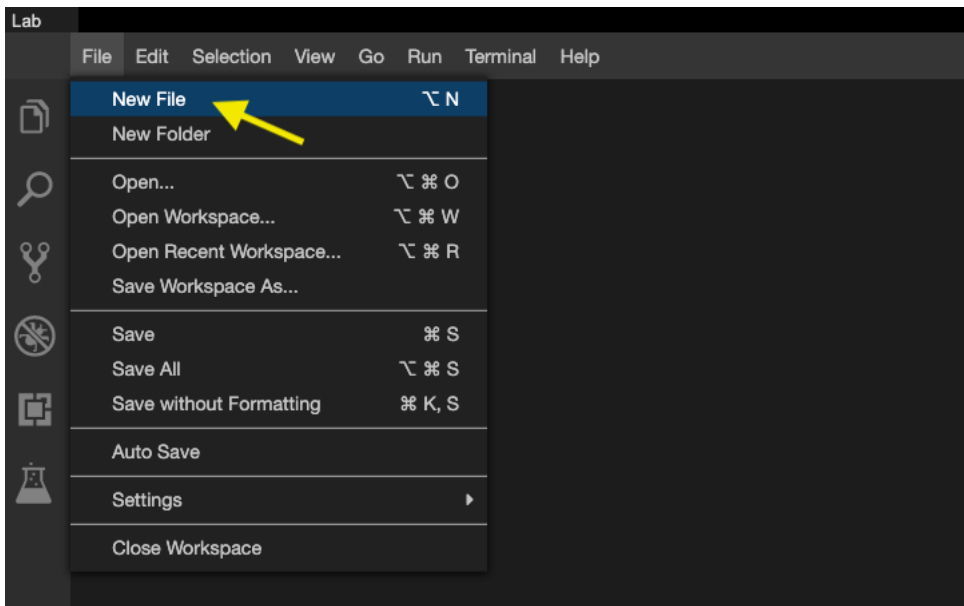 Lab
File Edit Selection View Go Run Terminal Help
New File ⌥ N
New Folder
Open... ⌥ ⌘ O
Open Workspace... ⌥ ⌘ W
Open Recent Workspace... ⌥ ⌘ R
Save Workspace As...
Save ⌘ S
Save All ⌥ ⌘ S
Save without Formatting ⌘ K, S
Auto Save
Settings
Close Workspace